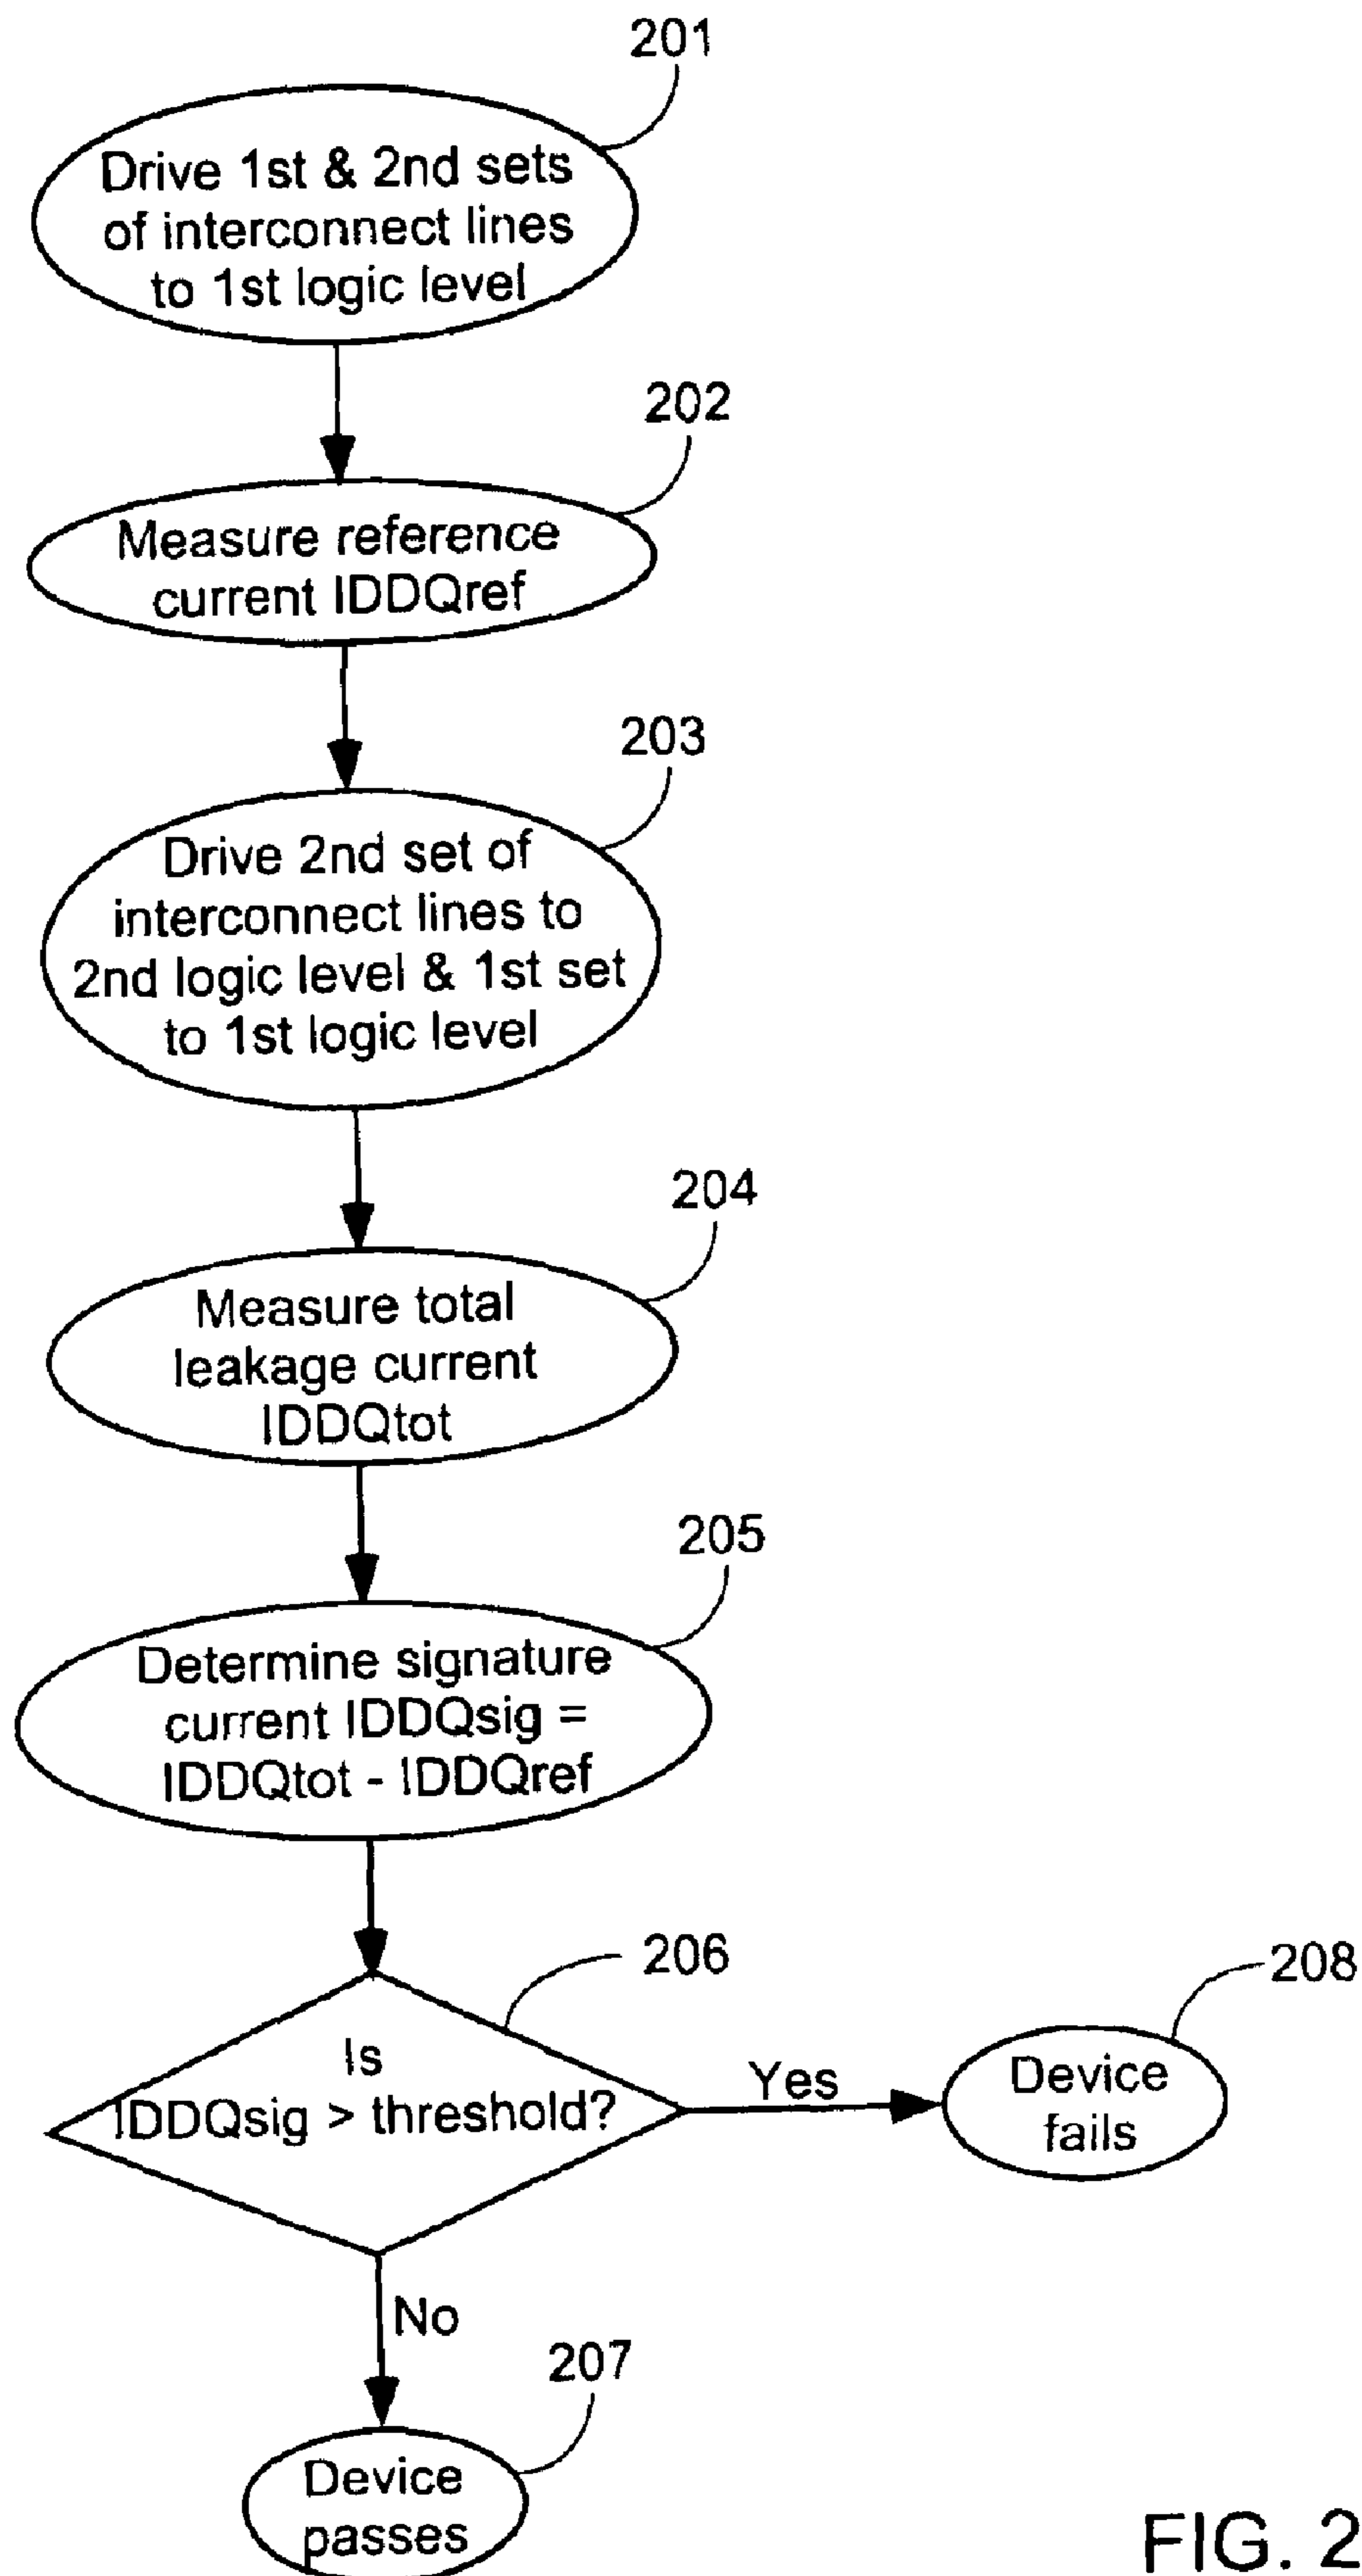 201
Drive 1st & 2nd sets
of interconnect lines
to 1st logic level
202
Measure reference
current IDDQref
203
Drive 2nd set of
interconnect lines to
2nd logic level & 1st set
to 1st logic level
204
Measure total
leakage current
IDDQtot
205
Determine signature
current IDDQsig =
IDDQtot - IDDQref
206
Is
IDDQsig > threshold?
Yes
208
Device
fails
No
207
Device
passes
FIG. 2